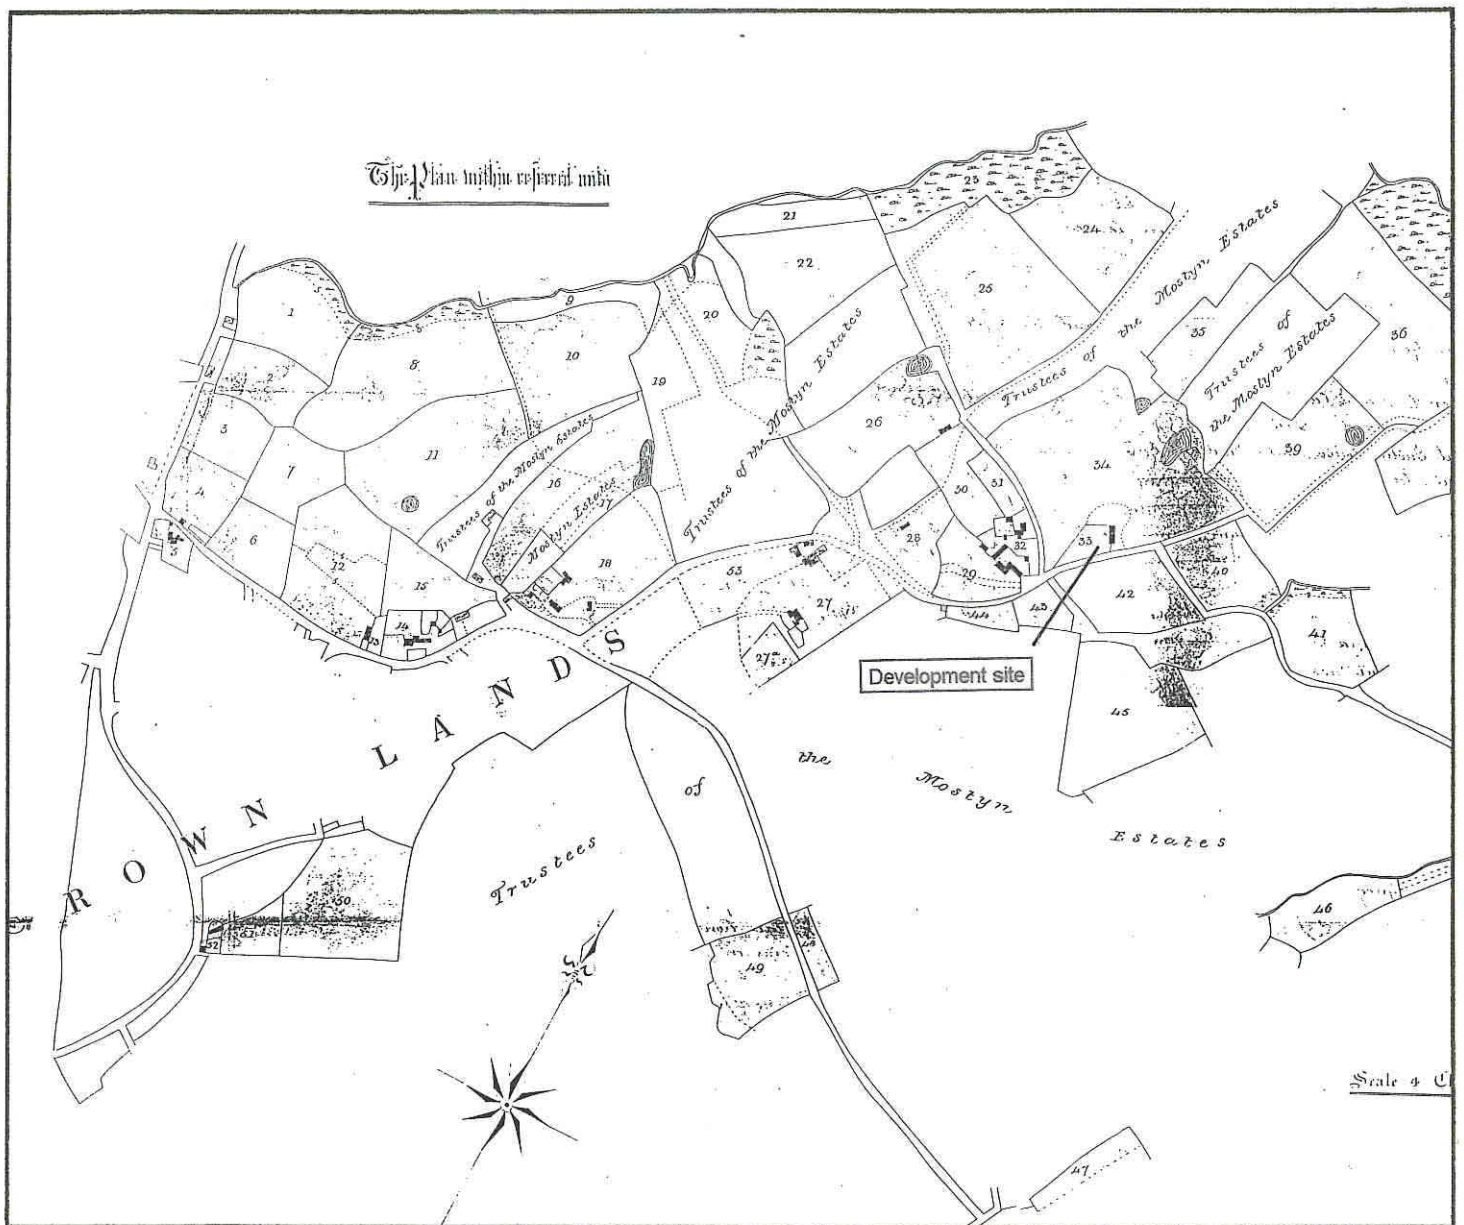 The Plan within referred unto
23
21
24
22
Trustees of the Mostyn Estates
1
9
20
25
35
Trustees of
the Mostyn Estates
36
8
10
2
19
Trustees of the Mostyn Estates
3
11
26
34
39
7
Trustees of the Mostyn Estates
16
31
4
17
30
Mostyn Estates
6
28
32
33
5
12
18
53
15
29
40
27
42
14
44
43
41
13
27a
Development site
LANDS
45
Trustees
of
the
Mostyn
Estates
ROWN
50
46
52
49
48
Scale 4 Ch
47